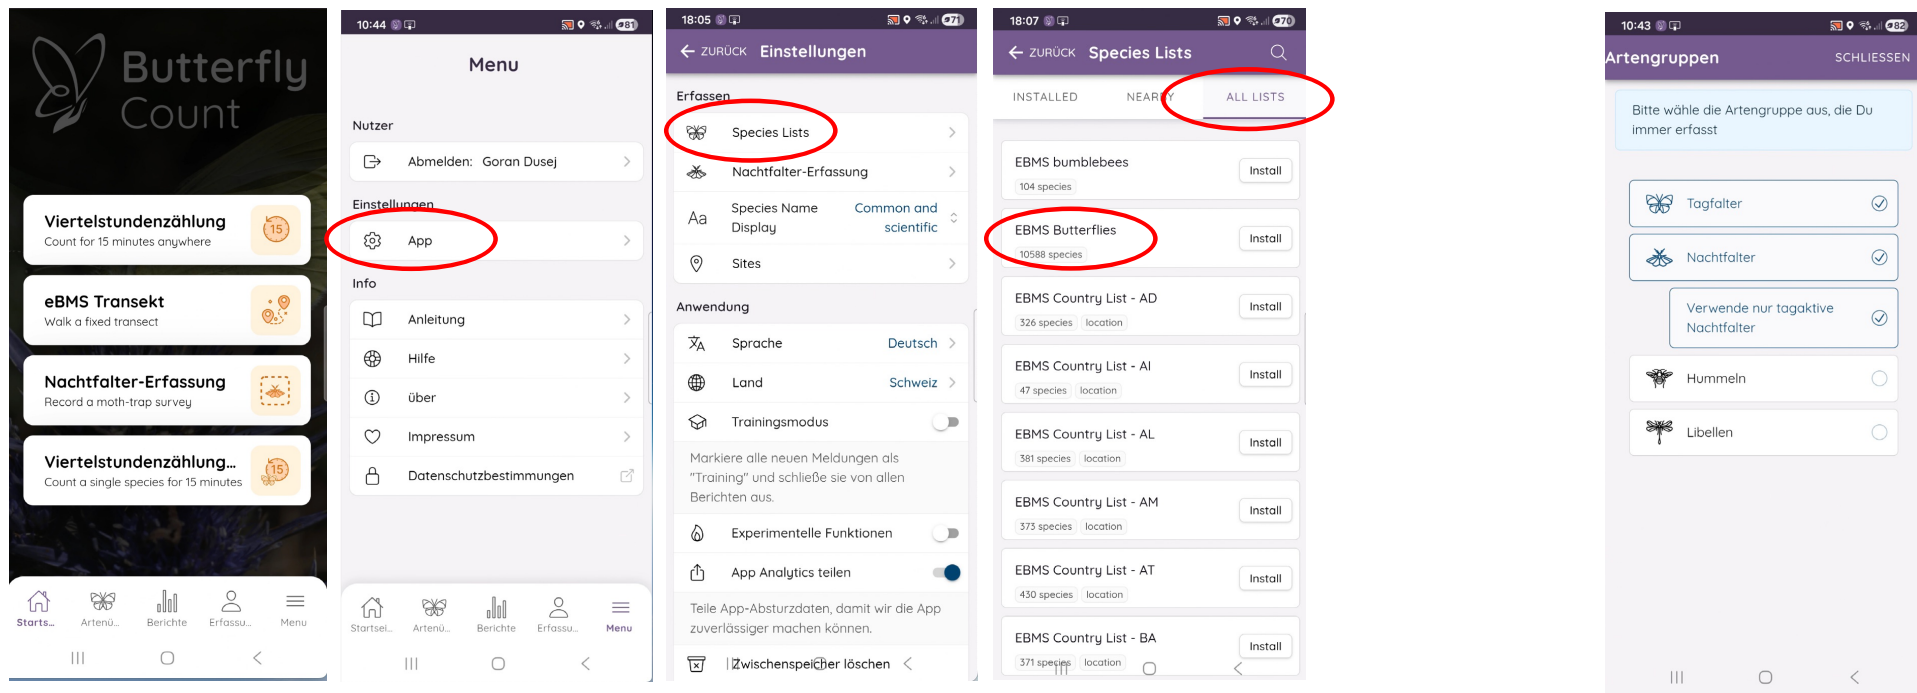 Butterfly
Count
Viertelstundenzählung
Count for 15 minutes anywhere
15
eBMS Transekt
Walk a fixed transect
Nachtfalter-Erfassung
Record a moth-trap survey
Viertelstundenzählung...
Count a single species for 15 minutes
15
Starts...
Artenü...
Berichte
Erfassu...
Menu
10:44
81
Menu
Nutzer
Abmelden: Goran Dusej
Einstellungen
App
Info
Anleitung
Hilfe
über
Impressum
Datenschutzbestimmungen
Startsei...
Artenü...
Berichte
Erfassu...
Menu
18:05
71
ZURÜCK Einstellungen
Erfassen
Species Lists
Nachtfalter-Erfassung
Aa
Species Name
Display
Common and
scientific
Sites
Anwendung
Sprache
Deutsch
Land
Schweiz
Trainingsmodus
Markiere alle neuen Meldungen als
"Training" und schließe sie von allen
Berichten aus.
Experimentelle Funktionen
App Analytics teilen
Teile App-Absturzdaten, damit wir die App
zuverlässiger machen können.
Zwischenspeicher löschen
18:07
70
ZURÜCK Species Lists
INSTALLED
NEARBY
ALL LISTS
EBMS bumblebees
104 species
Install
EBMS Butterflies
10588 species
Install
EBMS Country List - AD
326 species location
Install
EBMS Country List - AI
47 species location
Install
EBMS Country List - AL
381 species location
Install
EBMS Country List - AM
373 species location
Install
EBMS Country List - AT
430 species location
Install
EBMS Country List - BA
371 species location
Install
10:43
82
Artengruppen
SCHLIESSEN
Bitte wähle die Artengruppe aus, die Du
immer erfasst
Tagfalter
Nachtfalter
Verwende nur tagaktive
Nachtfalter
Hummeln
Libellen